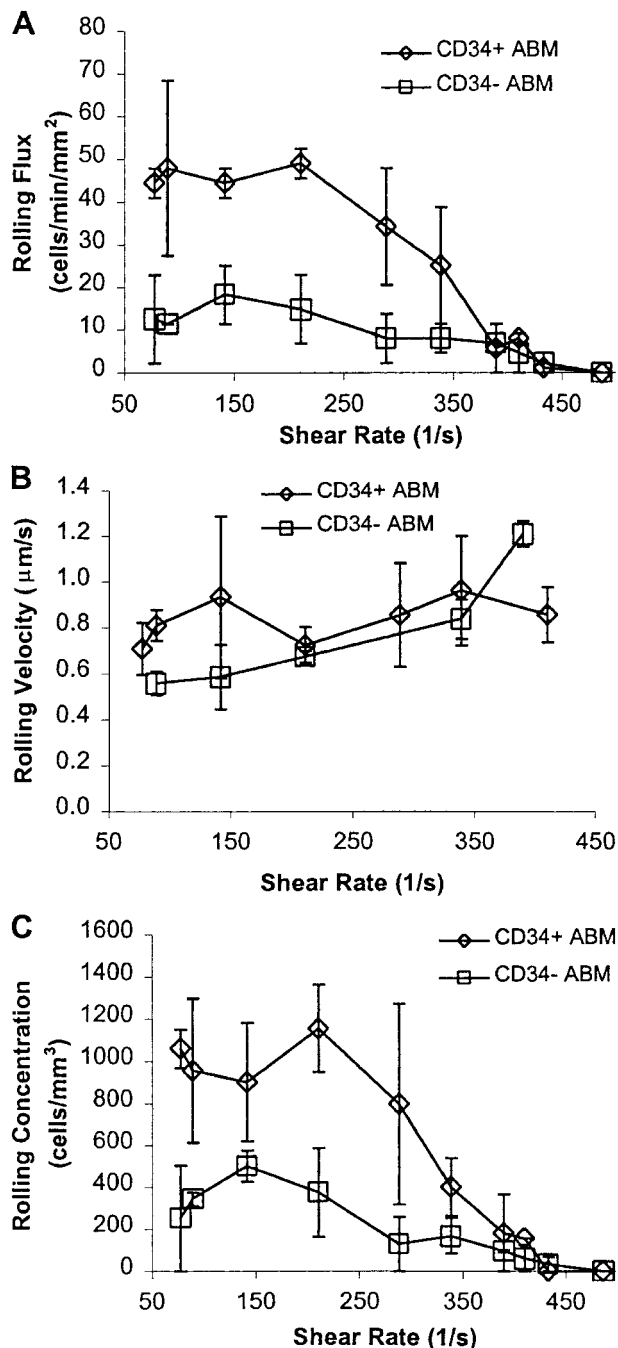 A
CD34+ ABM
CD34- ABM
80
70
60
50
40
30
20
10
0
Rolling Flux
(cells/min/mm²)
50
150
250
350
450
Shear Rate (1/s)
B
CD34+ ABM
CD34- ABM
1.4
1.2
1.0
0.8
0.6
0.4
0.2
0.0
Rolling Velocity (μm/s)
50
150
250
350
450
Shear Rate (1/s)
C
CD34+ ABM
CD34- ABM
1600
1400
1200
1000
800
600
400
200
0
Rolling Concentration
(cells/mm³)
50
150
250
350
450
Shear Rate (1/s)